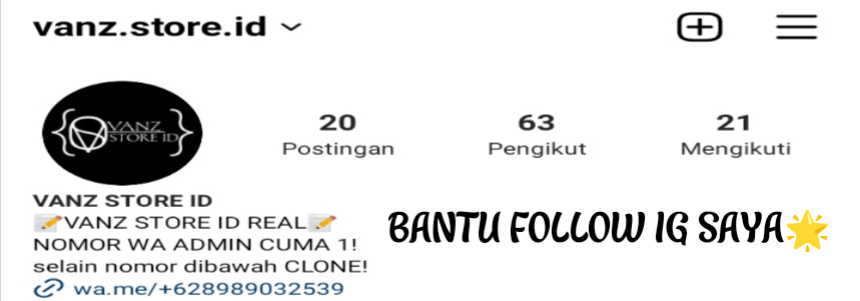 vanz.store.id
VANZ
STORE ID
20 63 21
Postingan Pengikut Mengikuti
VANZ STORE ID
📝VANZ STORE ID REAL📝
NOMOR WA ADMIN CUMA 1!
selain nomor dibawah CLONE!
wa.me/+628989032539
BANTU FOLLOW IG SAYA🌟